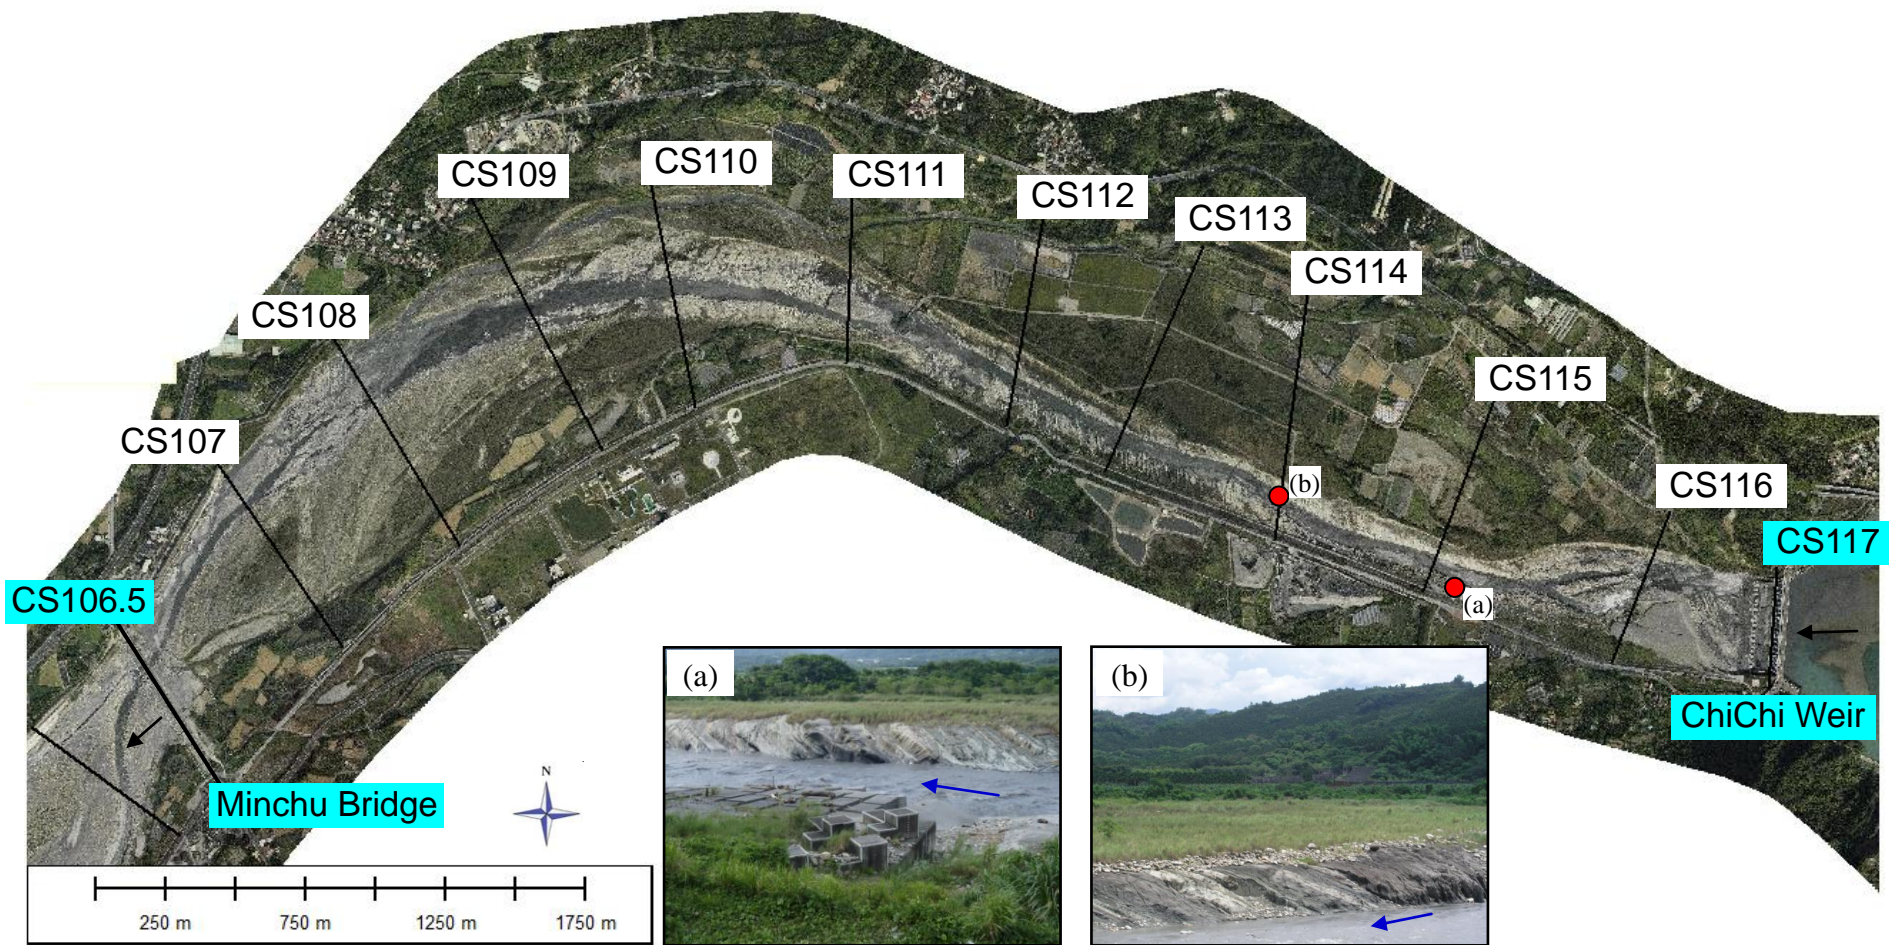 CS109
CS110
CS111
CS112
CS113
CS114
CS108
CS115
CS107
CS116
(b)
CS117
CS106.5
(a)
ChiChi Weir
Minchu Bridge
N
250 m
750 m
1250 m
1750 m
(a)
(b)